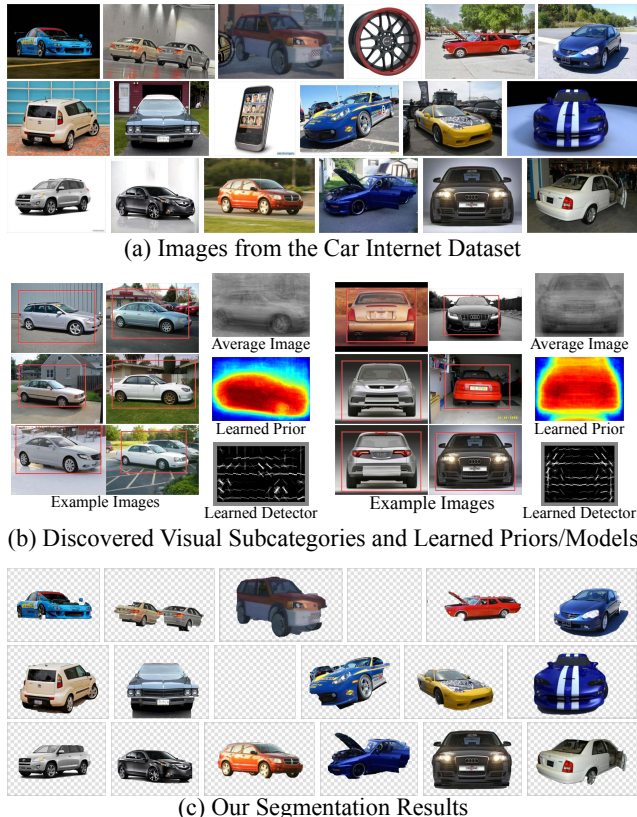 (a) Images from the Car Internet Dataset
Average Image
Learned Prior
Example Images
Learned Detector
Average Image
Learned Prior
Example Images
Learned Detector
(b) Discovered Visual Subcategories and Learned Priors/Models
(c) Our Segmentation Results